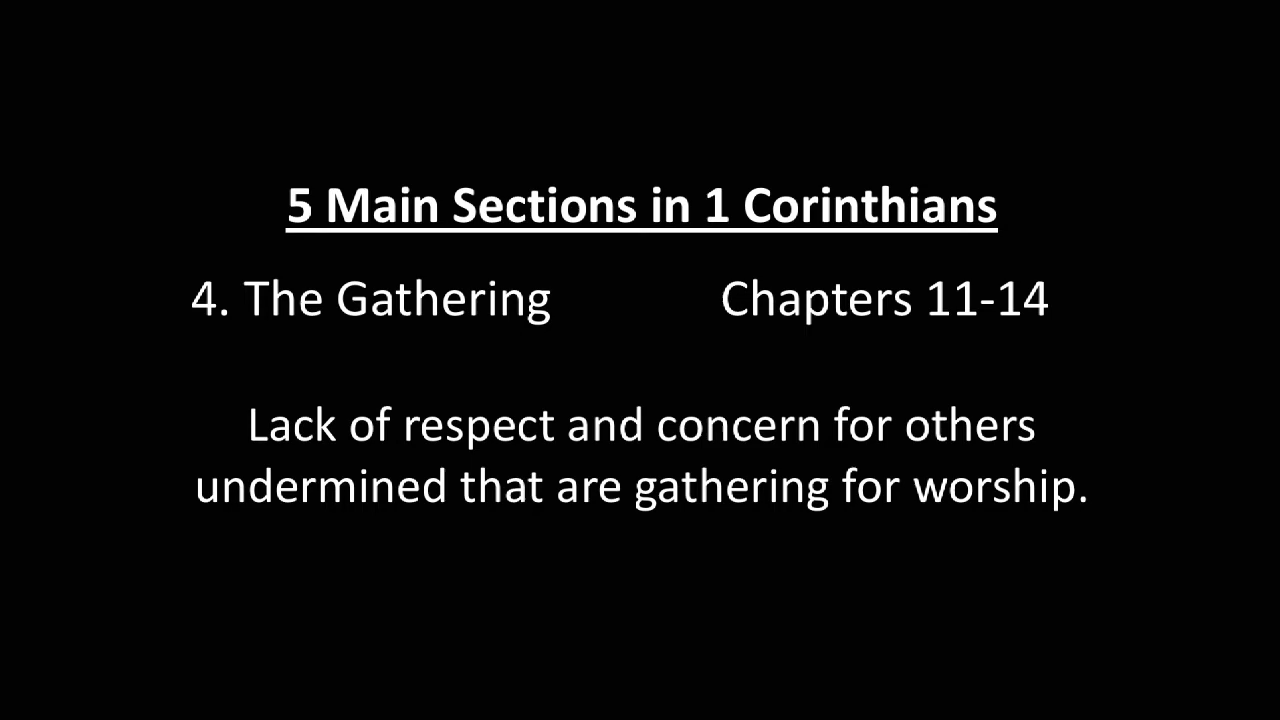 5 Main Sections in 1 Corinthians
4. The Gathering Chapters 11-14
Lack of respect and concern for others
undermined that are gathering for worship.